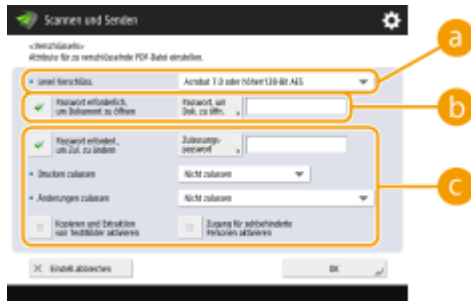 Scannen und Senden
<Verschlüsseln>
Attribute für zu verschlüsselnde PDF-Datei einstellen.
a
Level Verschlüss.
Acrobat 7.0 oder höher/128-Bit AES
Passwort erforderlich,
um Dokument zu öffnen
Passwort, um
Dok. zu öffn.
b
Passwort erforderl.,
um Zul. zu ändern
Zulassungs-
passwort
c
Drucken zulassen
Nicht zulassen
Änderungen zulassen
Nicht zulassen
Kopieren und Extraktion
von Text/Bilder aktivieren
Zugang für sehbehinderte
Personen aktivieren
Einstell. abbrechen
OK